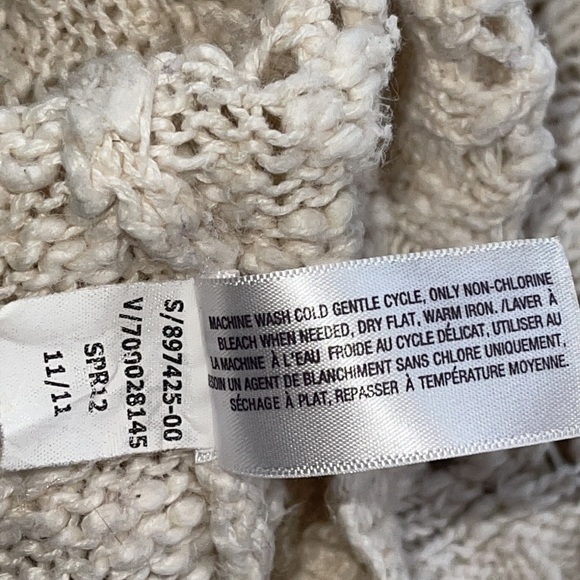 S/897425-00
V/7000028145
SPR12
11/11
MACHINE WASH COLD GENTLE CYCLE, ONLY NON-CHLORINE
BLEACH WHEN NEEDED, DRY FLAT, WARM IRON. /LAVER À
LA MACHINE À L'EAU FROIDE AU CYCLE DÉLICAT, UTILISER AU
UN AGENT DE BLANCHIMENT SANS CHLORE UNIQUEMENT,
SÉCHAGE À PLAT, REPASSER À TEMPÉRATURE MOYENNE.